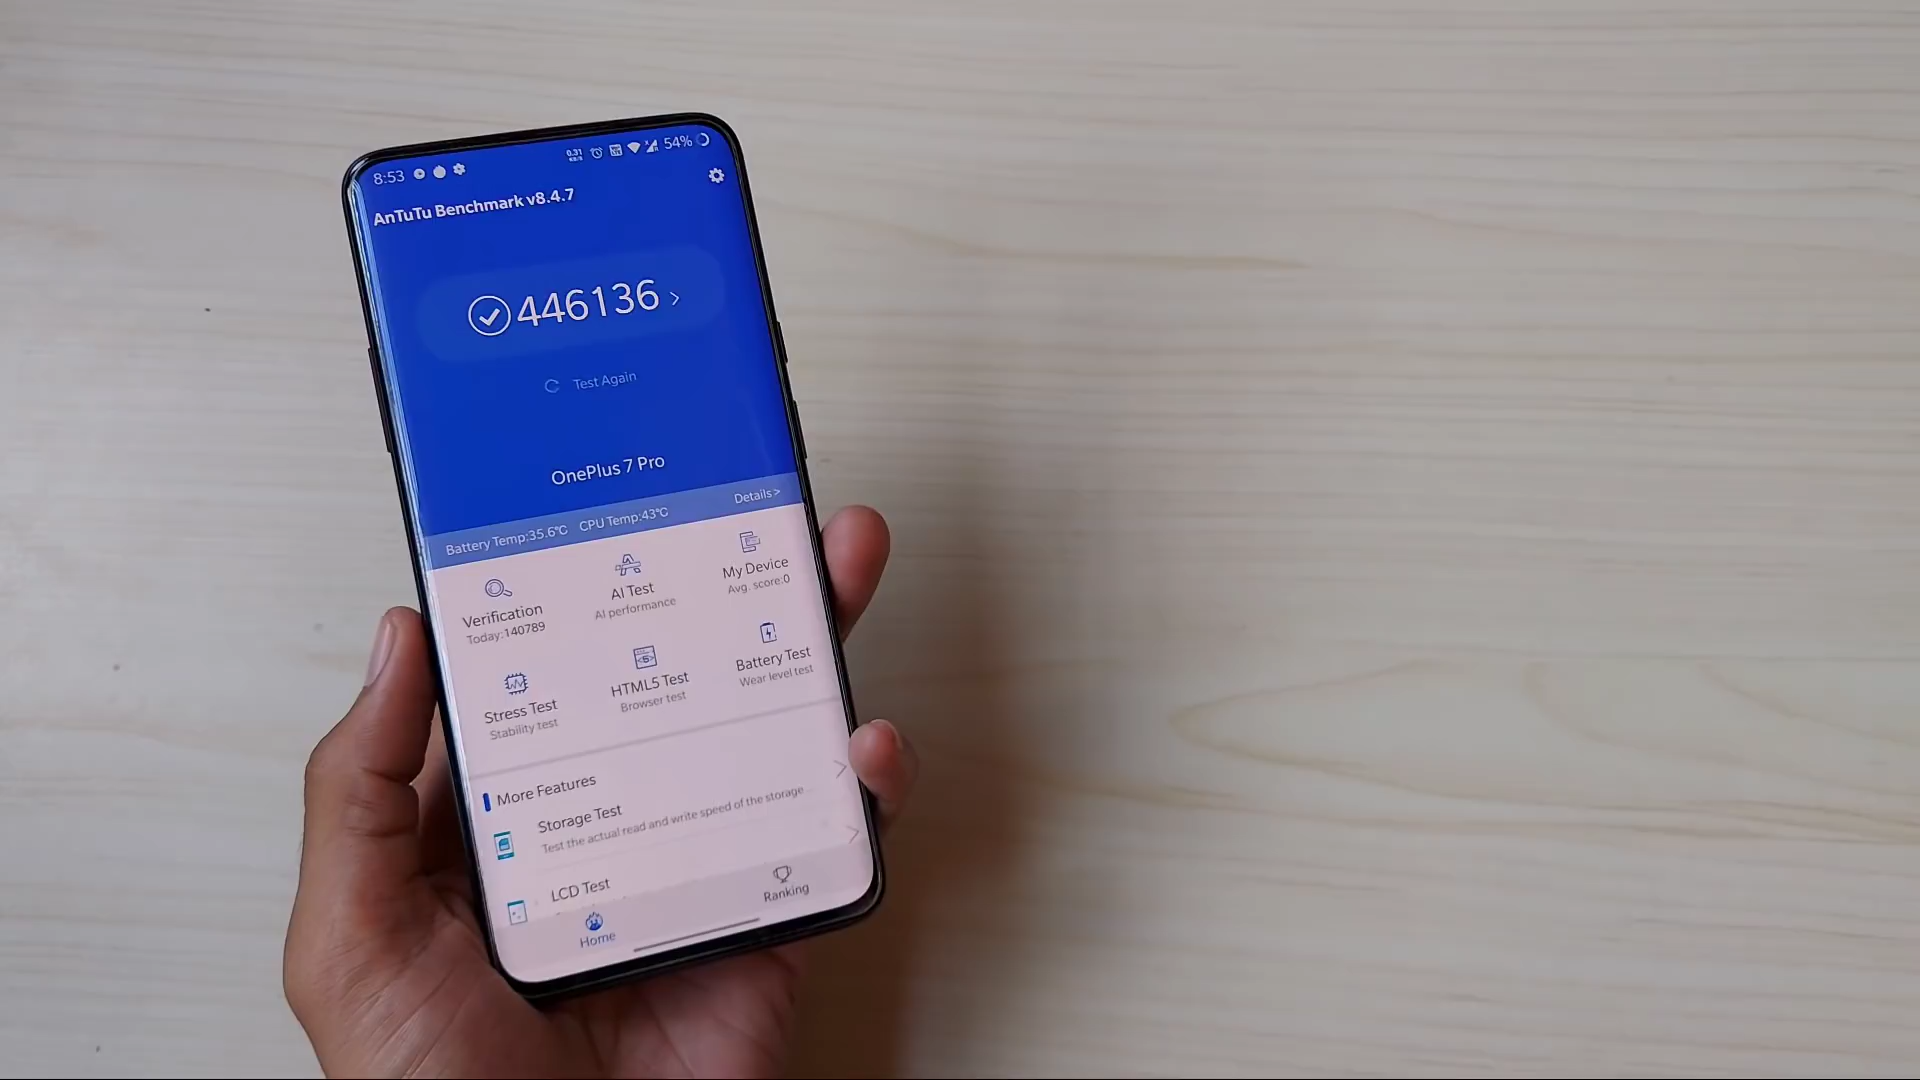 8:53
0.31
KB/S
54%
AnTuTu Benchmark v8.4.7
446136 >
Test Again
OnePlus 7 Pro
Battery Temp:35.6°C CPU Temp:43°C
Details >
Verification
Today:140789
AI Test
AI performance
My Device
Avg. score:0
Stress Test
Stability test
HTML5 Test
Browser test
Battery Test
Wear level test
More Features
Storage Test
Test the actual read and write speed of the storage...
LCD Test
Home
Ranking